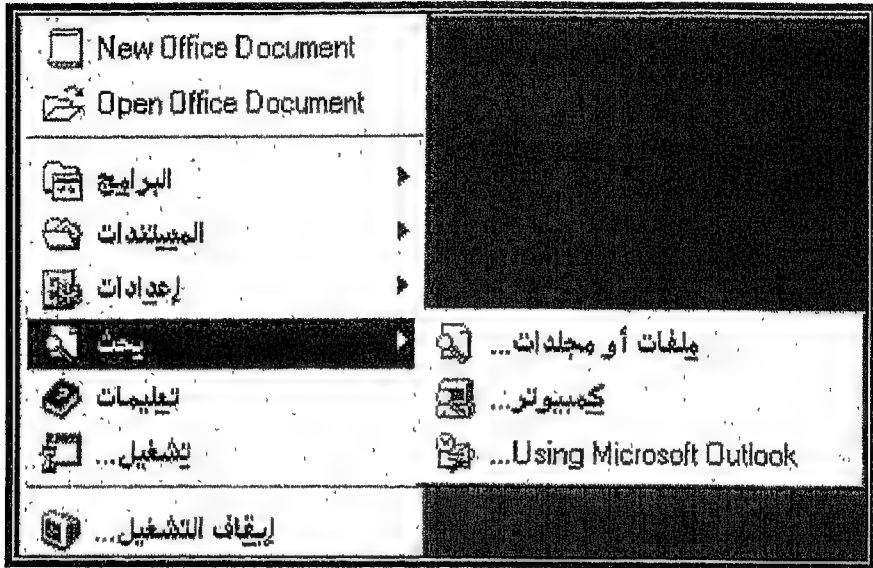 New Office Document
Open Office Document
البرامج
المستندات
إعدادات
بحث
ملفات أو مجلدات...
كمبيوتر...
Using Microsoft Outlook...
تعليمات
تشغيل...
إيقاف التشغيل...